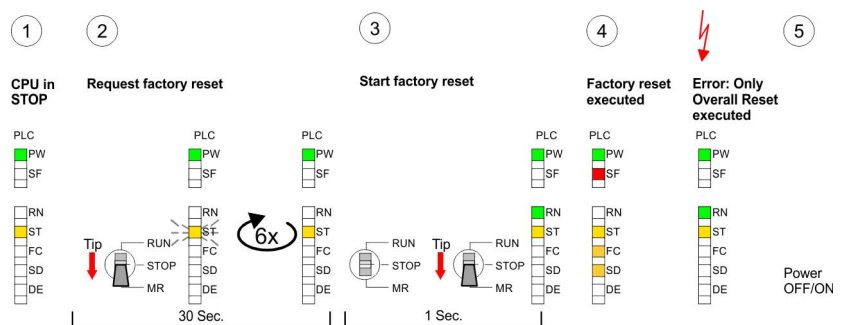 1
2
3
4
5
CPU in
STOP
Request factory reset
Start factory reset
Factory reset
executed
Error: Only
Overall Reset
executed
PLC
PW
SF
RN
ST
FC
SD
DE
Tip
RUN
STOP
MR
PLC
PW
SF
RN
ST
FC
SD
DE
6x
PLC
PW
SF
RN
ST
FC
SD
DE
30 Sec.
RUN
STOP
MR
Tip
RUN
STOP
MR
1 Sec.
PLC
PW
SF
RN
ST
FC
SD
DE
PLC
PW
SF
RN
ST
FC
SD
DE
PLC
PW
SF
RN
ST
FC
SD
DE
Power
OFF/ON